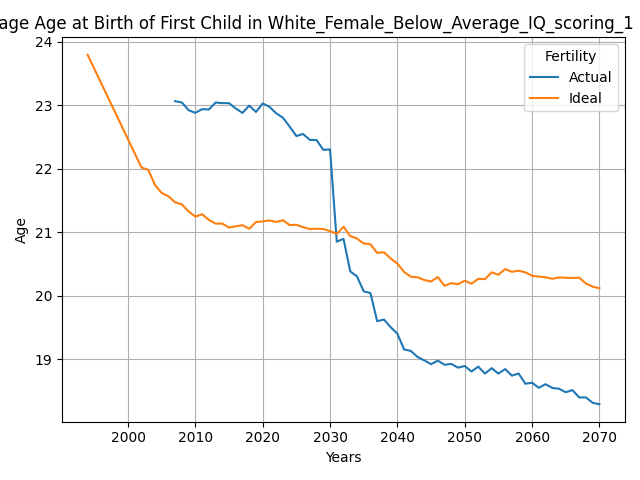 age Age at Birth of First Child in White_Female_Below_Average_IQ_scoring_1
24
23
22
21
20
19
Age
Fertility
Actual
Ideal
2000 2010 2020 2030 2040 2050 2060 2070
Years